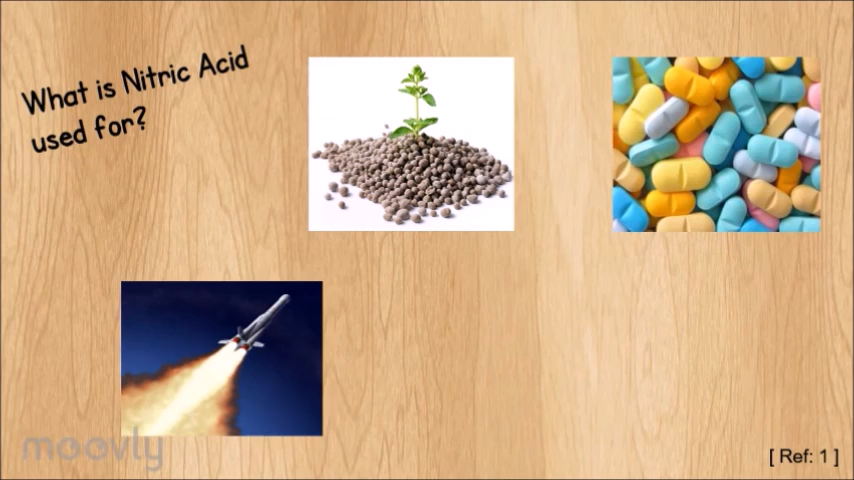 What is Nitric Acid
used for?
moovly
[ Ref: 1 ]